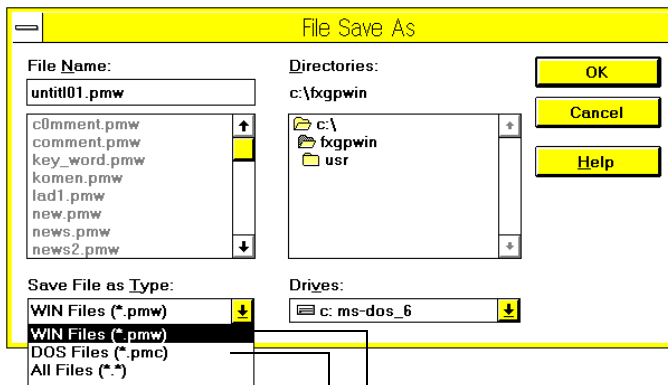 File Save As
File Name:
untitl01.pmw
c0mment.pmw
comment.pmw
key_word.pmw
komen.pmw
lad1.pmw
new.pmw
news.pmw
news2.pmw
Save File as Type:
WIN Files (*.pmw)
WIN Files (*.pmw)
DOS Files (*.pmc)
All Files (*.*)
Directories:
c:\fxgpwin
c:\
fxgpwin
usr
Drives:
c: ms-dos_6
OK
Cancel
Help